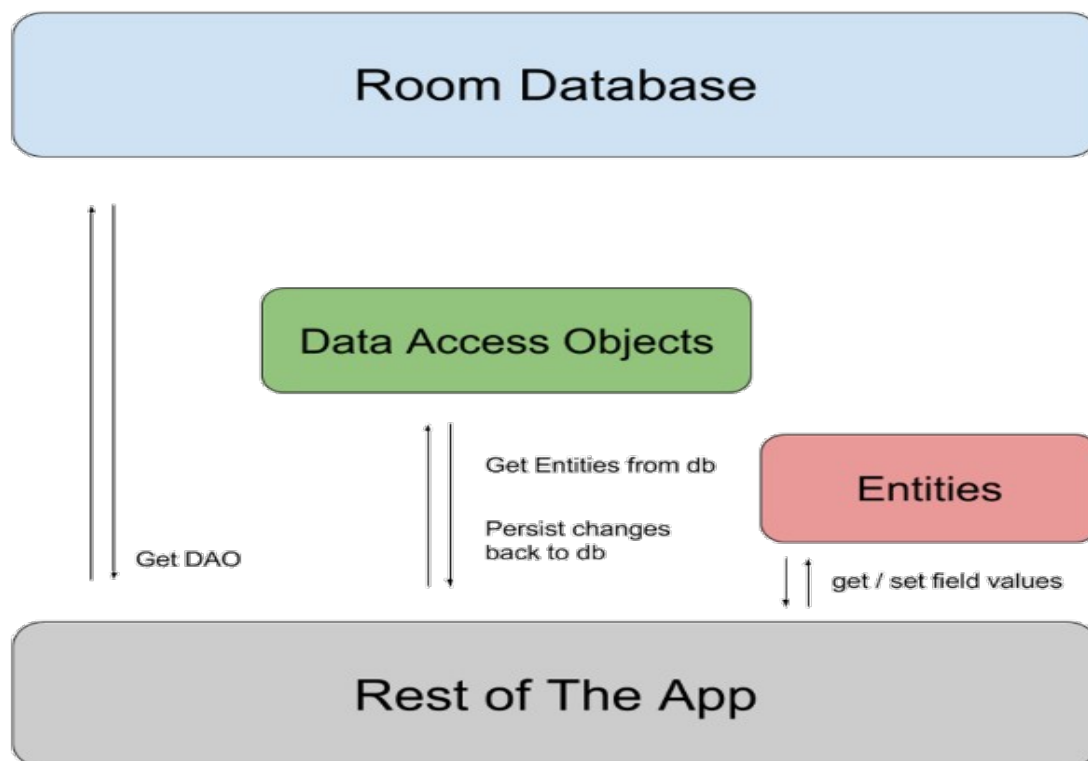 Room Database
Data Access Objects
Get Entities from db
Entities
Persist changes
back to db
Get DAO
get / set field values
Rest of The App